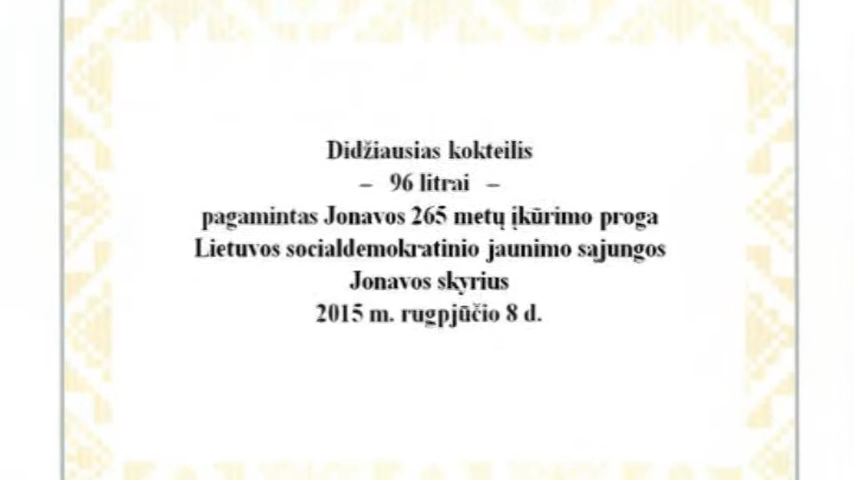 Didžiausias kokteilis
– 96 litrai –
pagamintas Jonavos 265 metų įkūrimo proga
Lietuvos socialdemokratinio jaunimo sąjungos
Jonavos skyrius
2015 m. rugpjūčio 8 d.